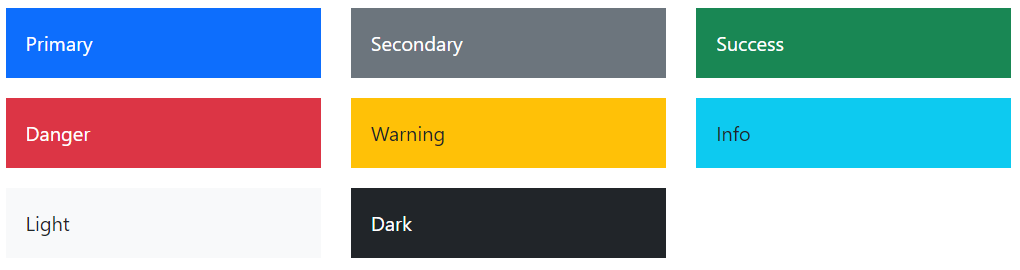 Primary
Secondary
Success
Danger
Warning
Info
Light
Dark